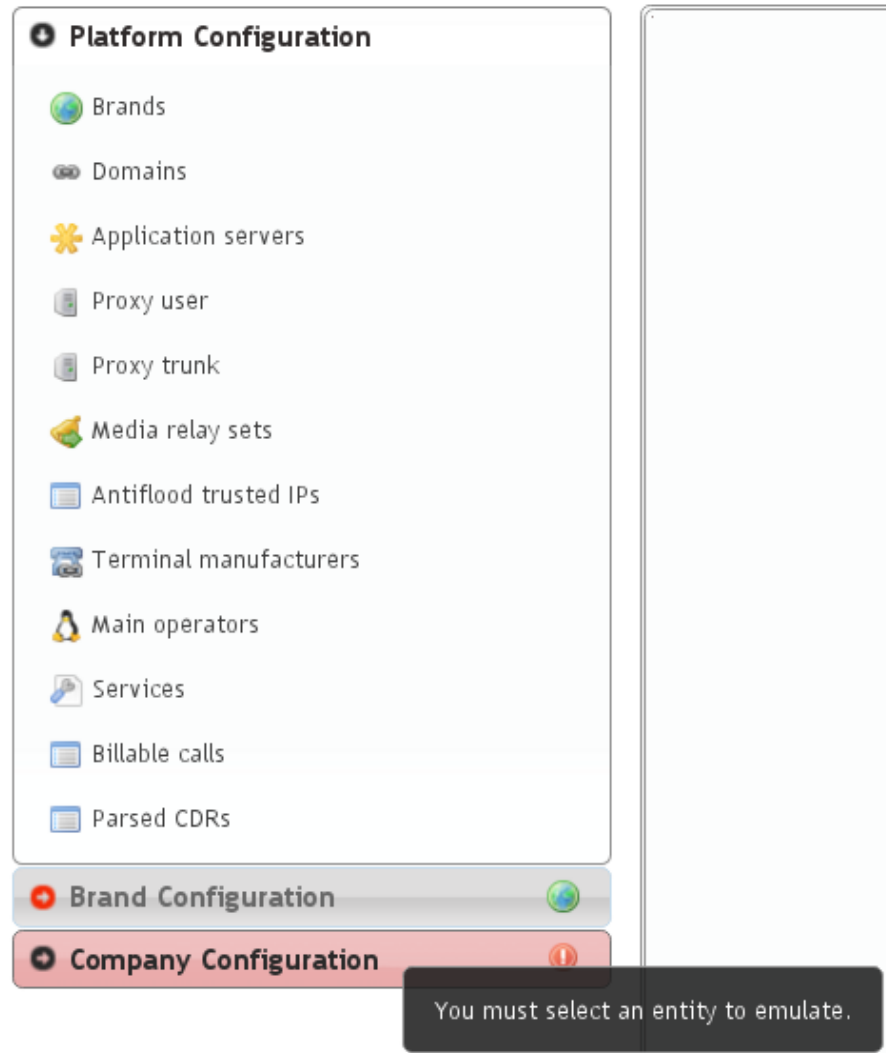 Platform Configuration
Brands
Domains
Application servers
Proxy user
Proxy trunk
Media relay sets
Antiflood trusted IPs
Terminal manufacturers
Main operators
Services
Billable calls
Parsed CDRs
Brand Configuration
Company Configuration
You must select an entity to emulate.